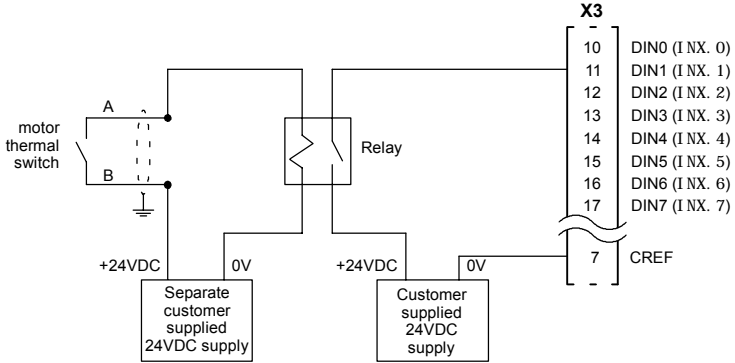 X3
10 DIN0 (INX. 0)
11 DIN1 (INX. 1)
12 DIN2 (INX. 2)
13 DIN3 (INX. 3)
14 DIN4 (INX. 4)
15 DIN5 (INX. 5)
16 DIN6 (INX. 6)
17 DIN7 (INX. 7)
7 CREF
A
motor
thermal
switch
B
Relay
+24VDC
0V
Separate
customer
supplied
24VDC supply
+24VDC
0V
Customer
supplied
24VDC
supply